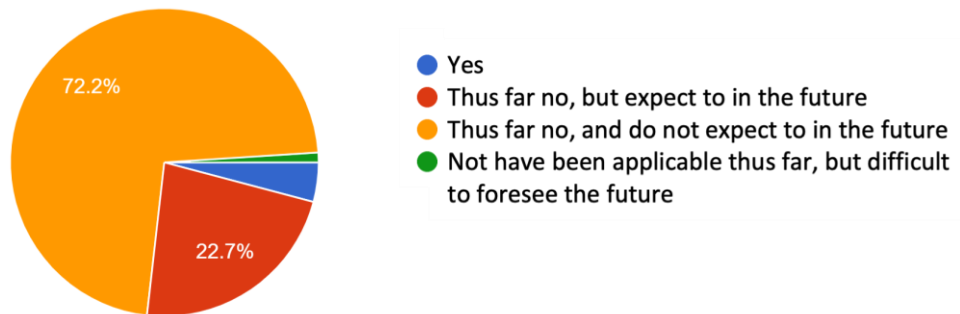 72.2%
22.7%
Yes
Thus far no, but expect to in the future
Thus far no, and do not expect to in the future
Not have been applicable thus far, but difficult
to foresee the future